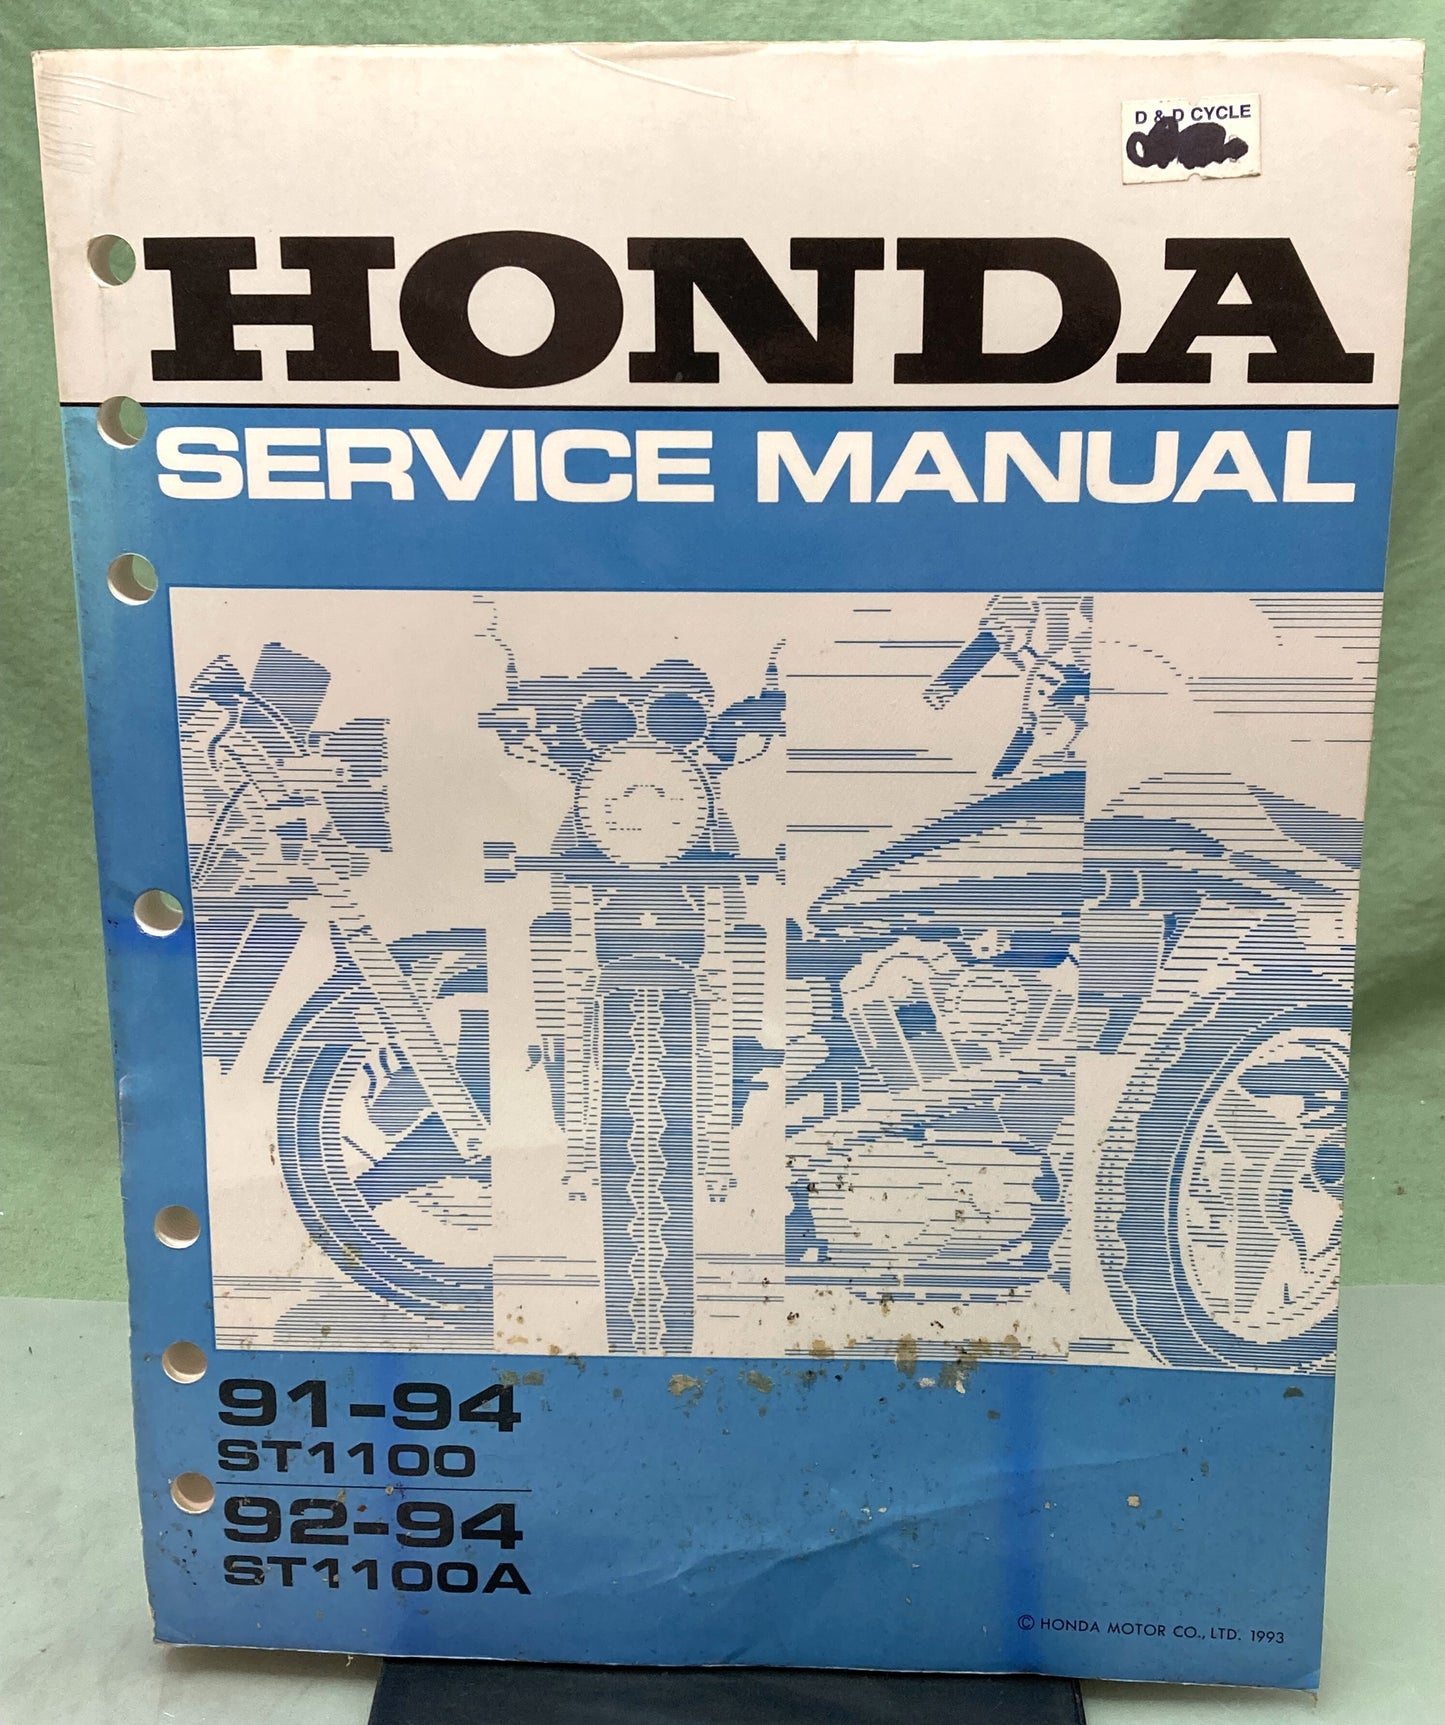 D & D CYCLE
HONDA
SERVICE MANUAL
91-94
ST1100
92-94
ST1100A
© HONDA MOTOR CO., LTD. 1993